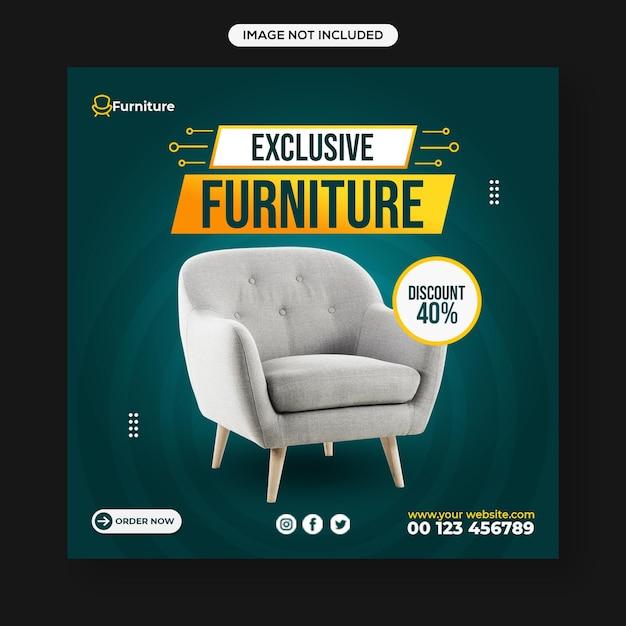 IMAGE NOT INCLUDED
Furniture
EXCLUSIVE
FURNITURE
DISCOUNT
40%
ORDER NOW
www.your website.com
00 123 456789